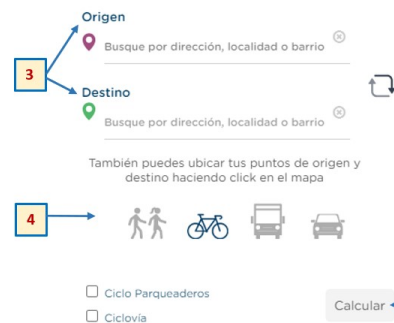 Origen
Busque por dirección, localidad o barrio
3
Destino
Busque por dirección, localidad o barrio
También puedes ubicar tus puntos de origen y
destino haciendo click en el mapa
4
Ciclo Parqueaderos
Ciclovía
Calcular